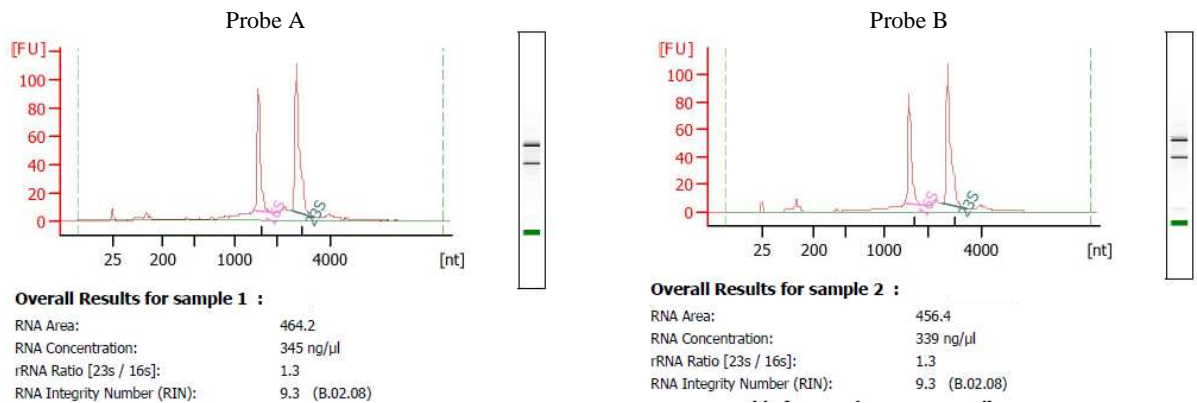 Probe A
[FU]
100
80
60
40
20
0
16S
23S
25 200 1000 4000 [nt]
Overall Results for sample 1 :
RNA Area: 464.2
RNA Concentration: 345 ng/µl
rRNA Ratio [23s / 16s]: 1.3
RNA Integrity Number (RIN): 9.3 (B.02.08)
Probe B
[FU]
100
80
60
40
20
0
16S
23S
25 200 1000 4000 [nt]
Overall Results for sample 2 :
RNA Area: 456.4
RNA Concentration: 339 ng/µl
rRNA Ratio [23s / 16s]: 1.3
RNA Integrity Number (RIN): 9.3 (B.02.08)